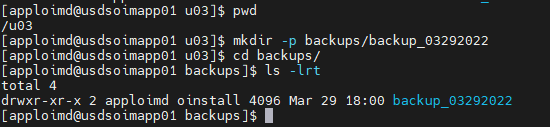 [apploimd@usdsoimapp01 u03]$ pwd
/u03
[apploimd@usdsoimapp01 u03]$ mkdir -p backups/backup_03292022
[apploimd@usdsoimapp01 u03]$ cd backups/
[apploimd@usdsoimapp01 backups]$ ls -lrt
total 4
drwxr-xr-x 2 apploimd oinstall 4096 Mar 29 18:00 backup_03292022
[apploimd@usdsoimapp01 backups]$